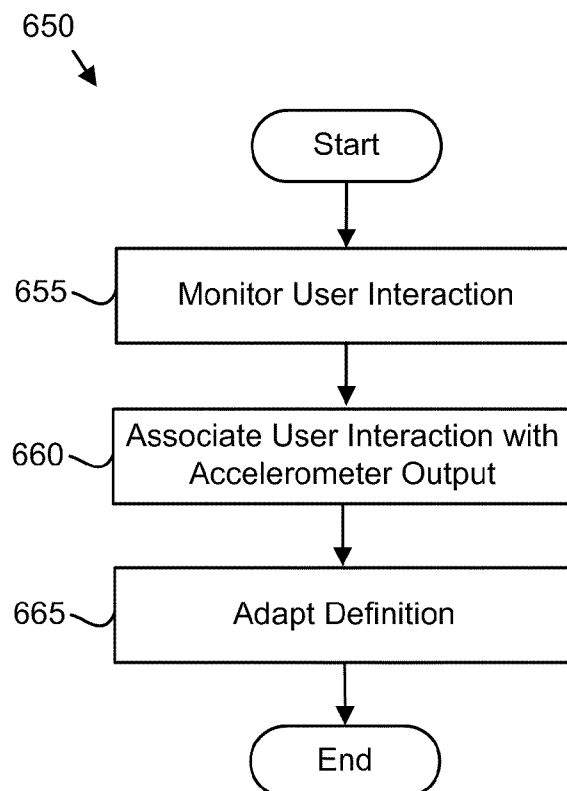 650
Start
655
Monitor User Interaction
660
Associate User Interaction with
Accelerometer Output
665
Adapt Definition
End